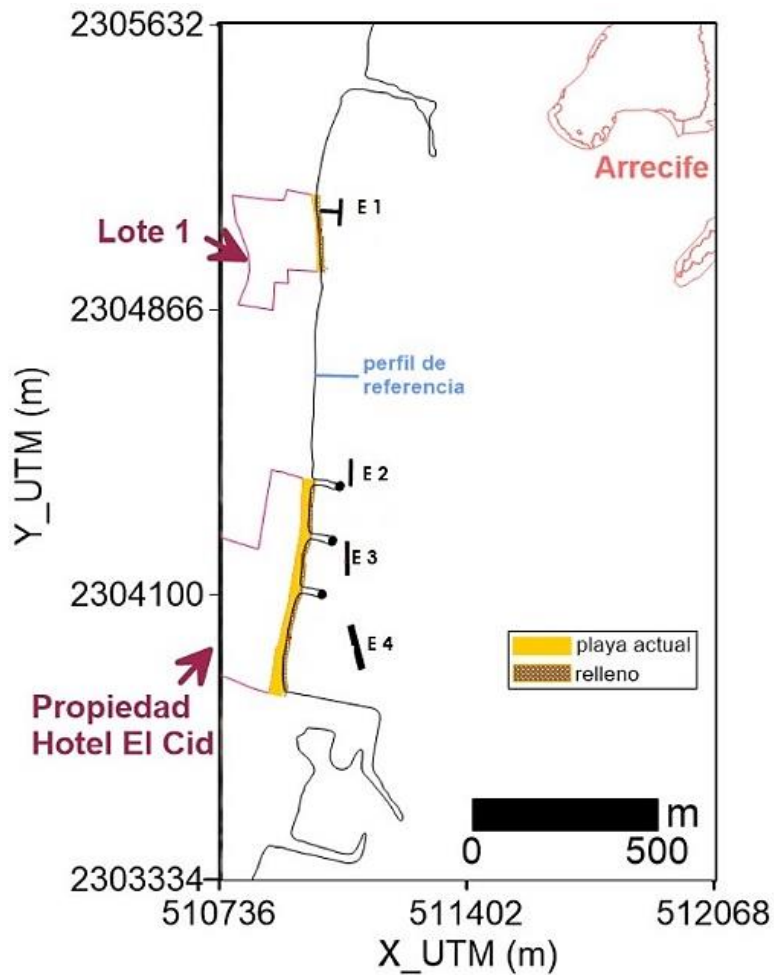 2305632
Arrecife
E 1
Lote 1
2304866
perfil de
referencia
Y_UTM (m)
E 2
E 3
2304100
E 4
playa actual
relleno
Propiedad
Hotel El Cid
m
0 500
2303334
510736 511402 512068
X_UTM (m)